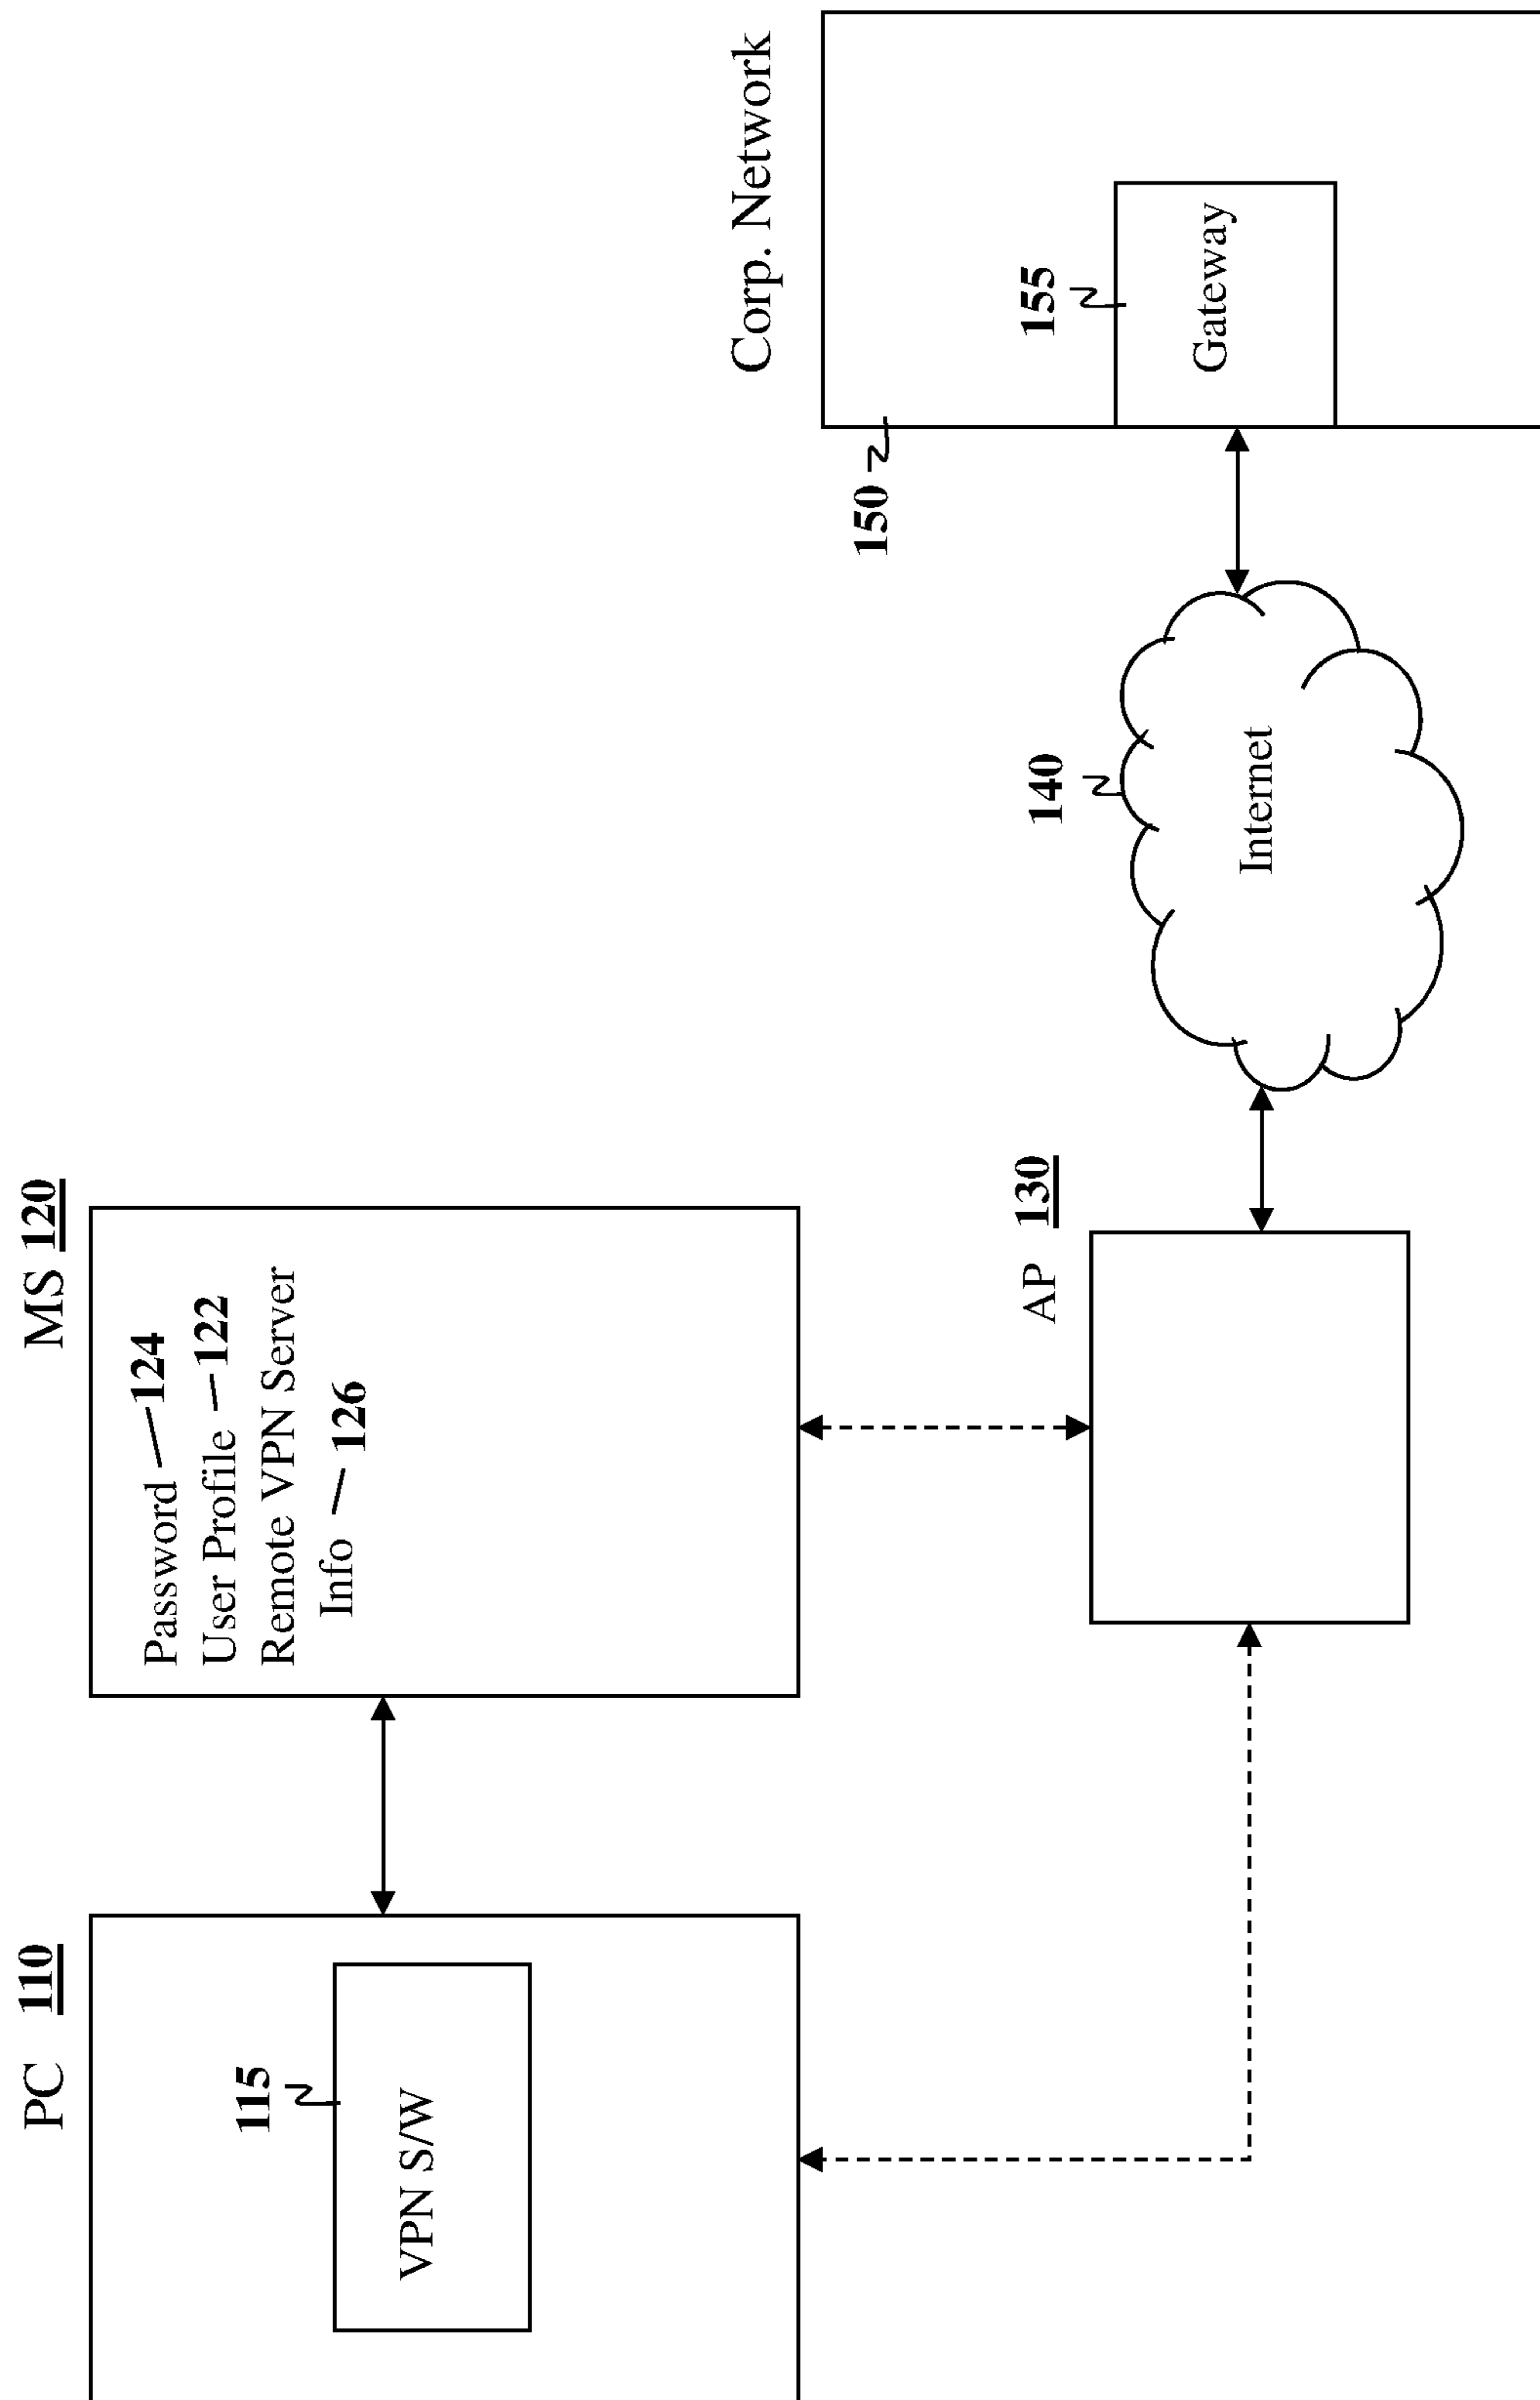 PC 110
115
VPN S/W
MS 120
Password 124
User Profile 122
Remote VPN Server
Info 126
AP 130
140
Internet
Corp. Network
150
155
Gateway